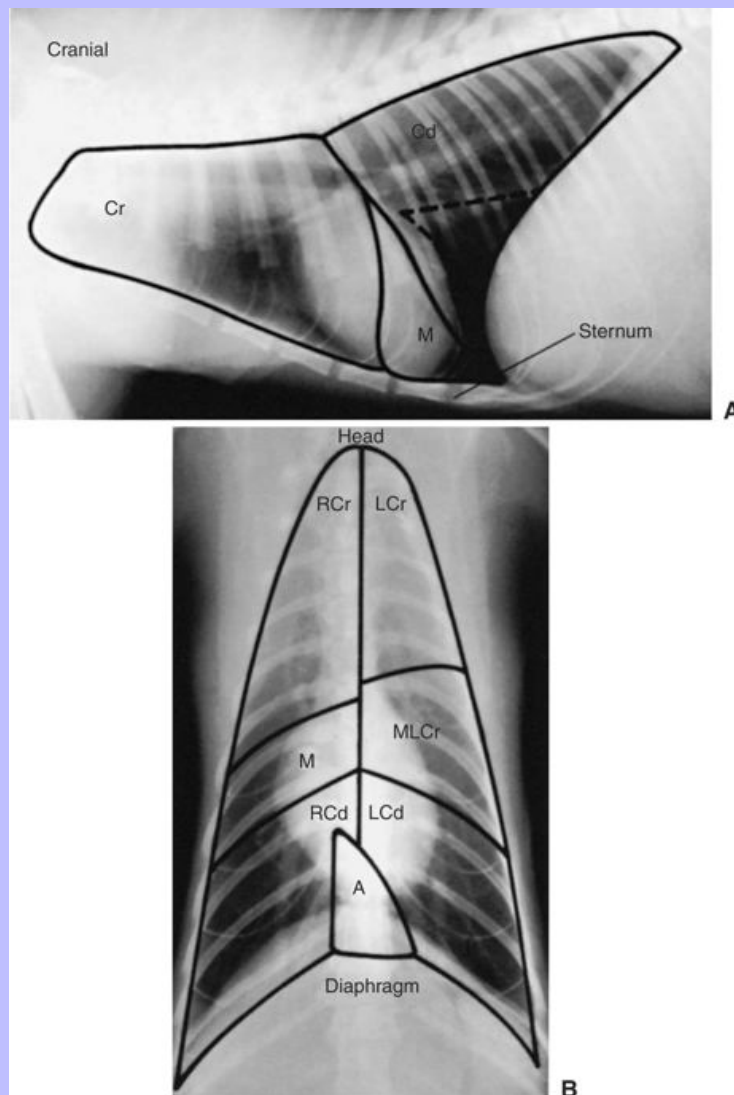 Cranial
Cd
Cr
M
Sternum
A
Head
RCr LCr
MLCr
M
RCd LCd
A
Diaphragm
B